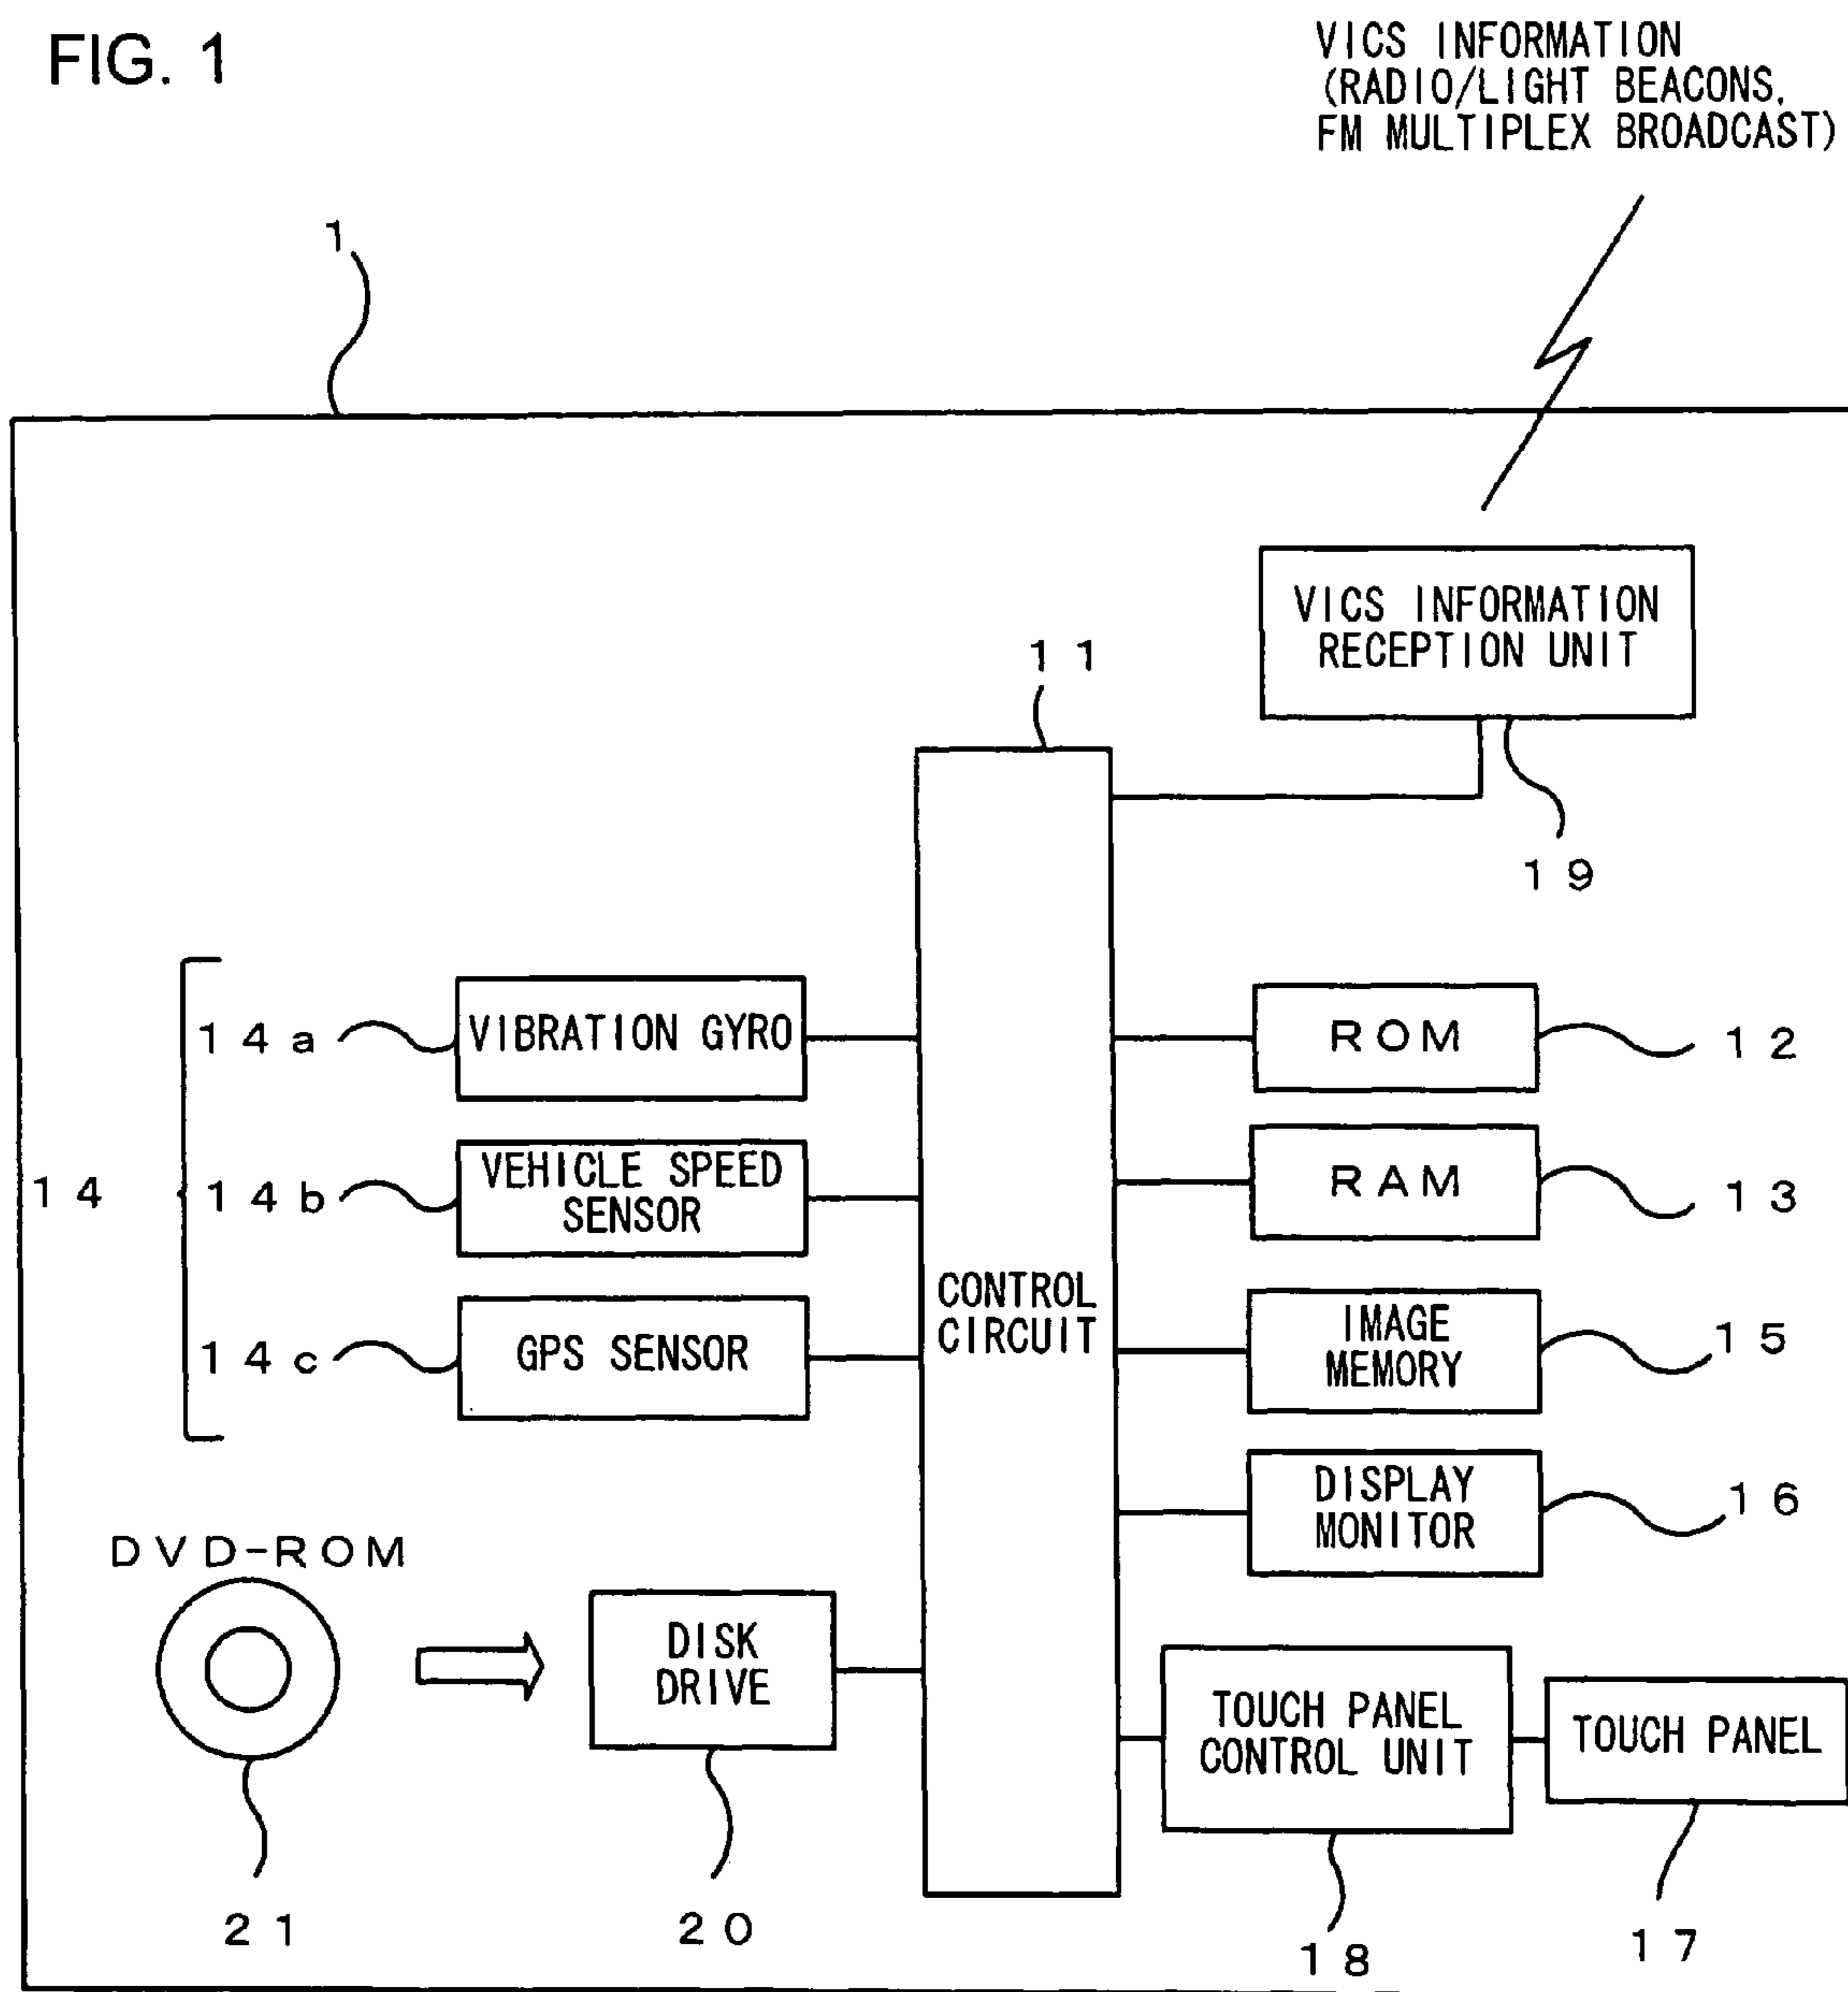 FIG. 1
VICS INFORMATION
(RADIO/LIGHT BEACONS,
FM MULTIPLEX BROADCAST)
1
VICS INFORMATION
RECEPTION UNIT
11
19
14a
VIBRATION GYRO
ROM
12
14
14b
VEHICLE SPEED
SENSOR
RAM
13
14c
GPS SENSOR
CONTROL
CIRCUIT
IMAGE
MEMORY
15
DISPLAY
MONITOR
16
DVD-ROM
DISK
DRIVE
TOUCH PANEL
CONTROL UNIT
TOUCH PANEL
21
20
18
17